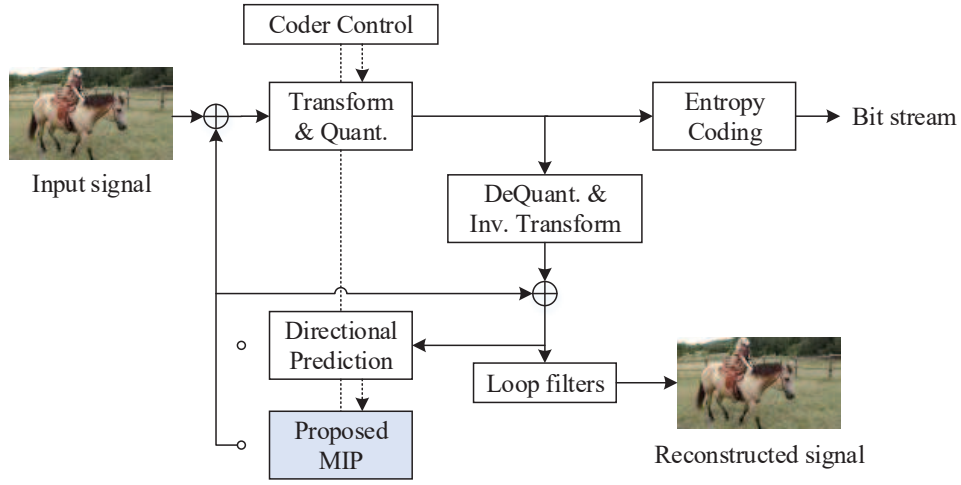 Coder Control
Transform
& Quant.
Entropy
Coding
Bit stream
Input signal
DeQuant. &
Inv. Transform
Directional
Prediction
Loop filters
Proposed
MIP
Reconstructed signal